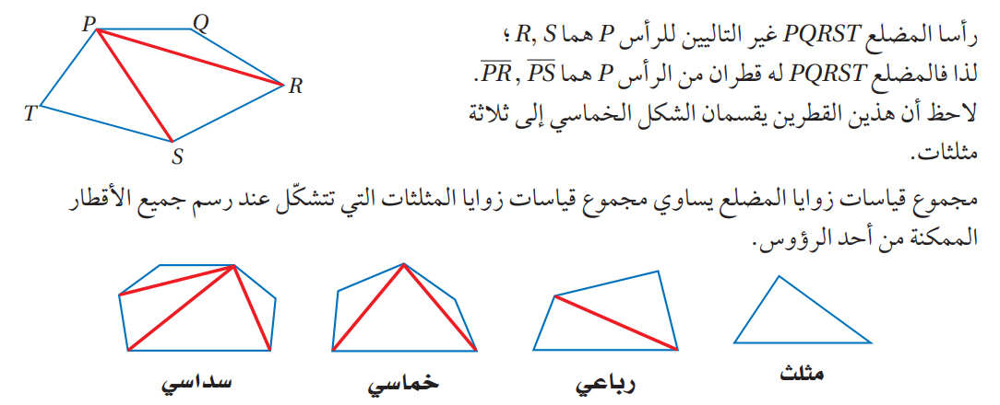 رأسا المضلع PQRST غير التاليين للرأس P هما R, S ؛
لذا فالمضلع PQRST له قطران من الرأس P هما PR , PS.
لاحظ أن هذين القطرين يقسمان الشكل الخماسي إلى ثلاثة
مثلثات.
P
Q
R
T
S
مجموع قياسات زوايا المضلع يساوي مجموع قياسات زوايا المثلثات التي تتشكّل عند رسم جميع الأقطار
الممكنة من أحد الرؤوس.
مثلث
رباعي
خماسي
سداسي